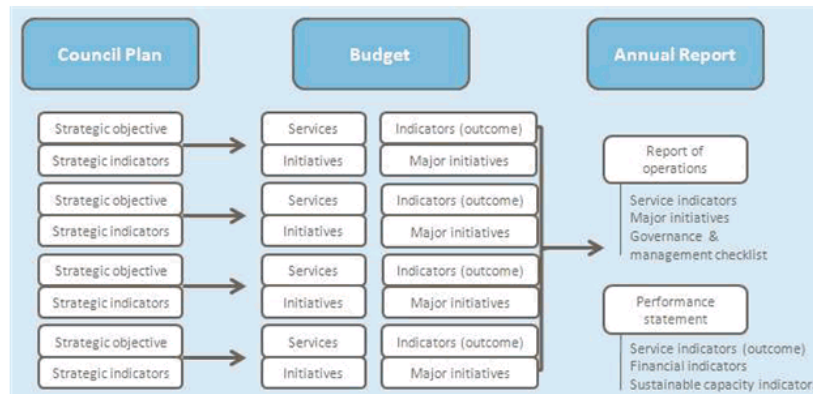 Council Plan
Budget
Annual Report
Strategic objective
Strategic indicators
Services
Initiatives
Indicators (outcome)
Major initiatives
Strategic objective
Strategic indicators
Services
Initiatives
Indicators (outcome)
Major initiatives
Strategic objective
Strategic indicators
Services
Initiatives
Indicators (outcome)
Major initiatives
Strategic objective
Strategic indicators
Services
Initiatives
Indicators (outcome)
Major initiatives
Report of
operations
Service indicators
Major initiatives
Governance &
management checklist
Performance
statement
Service indicators (outcome)
Financial indicators
Sustainable capacity indicator